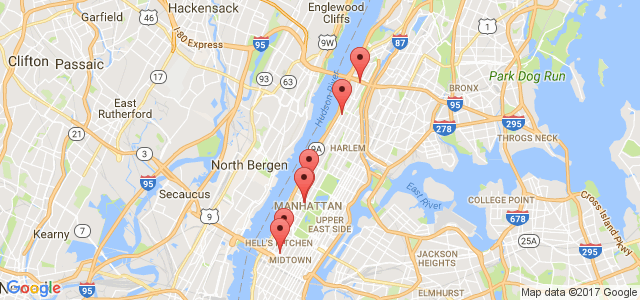 Hackensack
Englewood
Cliffs
46
Garfield
9W
1
I-80 Express
95
87
Clifton
Passaic
93
63
Hudson River
BRONX
Park Dog Run
East
Rutherford
95
295
21
278
3
9A
HARLEM
THROGS NECK
North Bergen
95
Secaucus
East River
COLLEGE POINT
Cross Island Pkwy
9
MANHATTAN
678
UPPER
EAST SIDE
Kearny
7
HELL'S KITCHEN
25A
295
MIDTOWN
JACKSON
HEIGHTS
Google
ELMHURST
Map data ©2017 Google